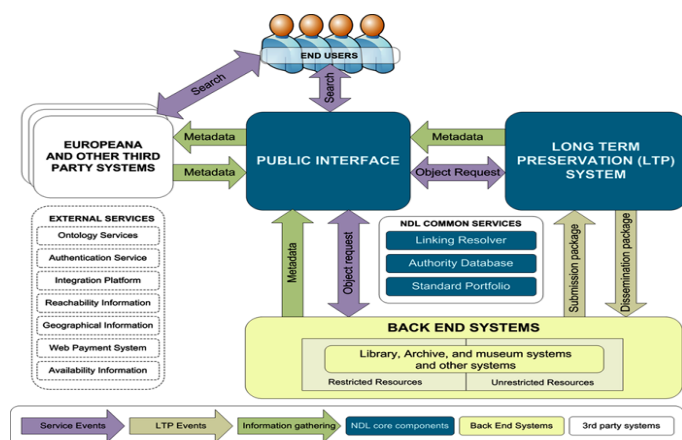 END USERS
Search
Search
EUROPEANA
AND OTHER THIRD
PARTY SYSTEMS
Metadata
Metadata
PUBLIC INTERFACE
Metadata
Object Request
LONG TERM
PRESERVATION (LTP)
SYSTEM
EXTERNAL SERVICES
Ontology Services
Authentication Service
Integration Platform
Reachability Information
Geographical Information
Web Payment System
Availability Information
Metadata
Object request
NDL COMMON SERVICES
Linking Resolver
Authority Database
Standard Portfolio
Submission package
Dissemination package
BACK END SYSTEMS
Library, Archive, and museum systems
and other systems
Restricted Resources
Unrestricted Resources
Service Events
LTP Events
Information gathering
NDL core components
Back End Systems
3rd party systems